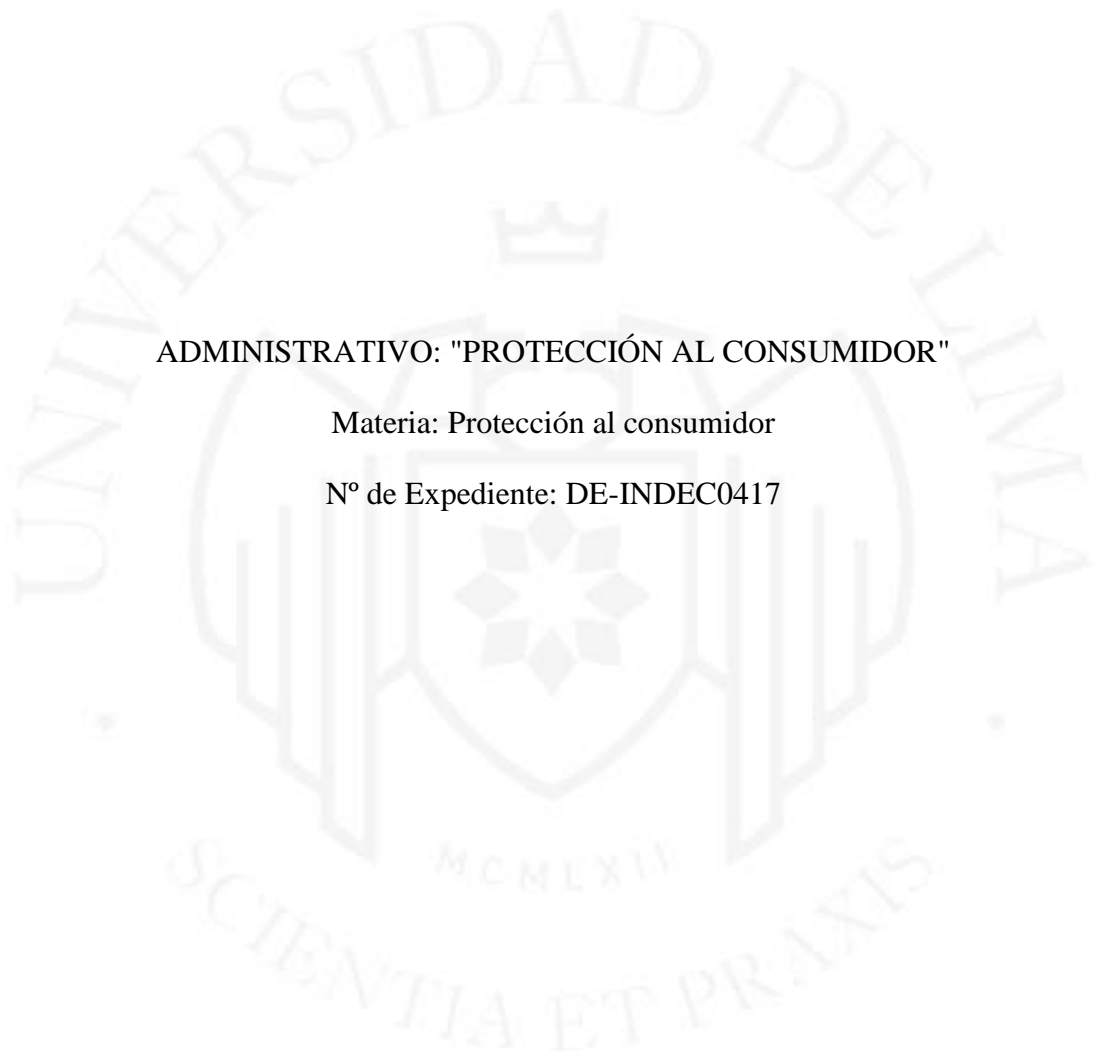 UNIVERSIDAD DE LIMA
ADMINISTRATIVO: "PROTECCIÓN AL CONSUMIDOR"
Materia: Protección al consumidor
Nº de Expediente: DE-INDEC0417
MCMLXII
SCIENTIA ET PRAXIS